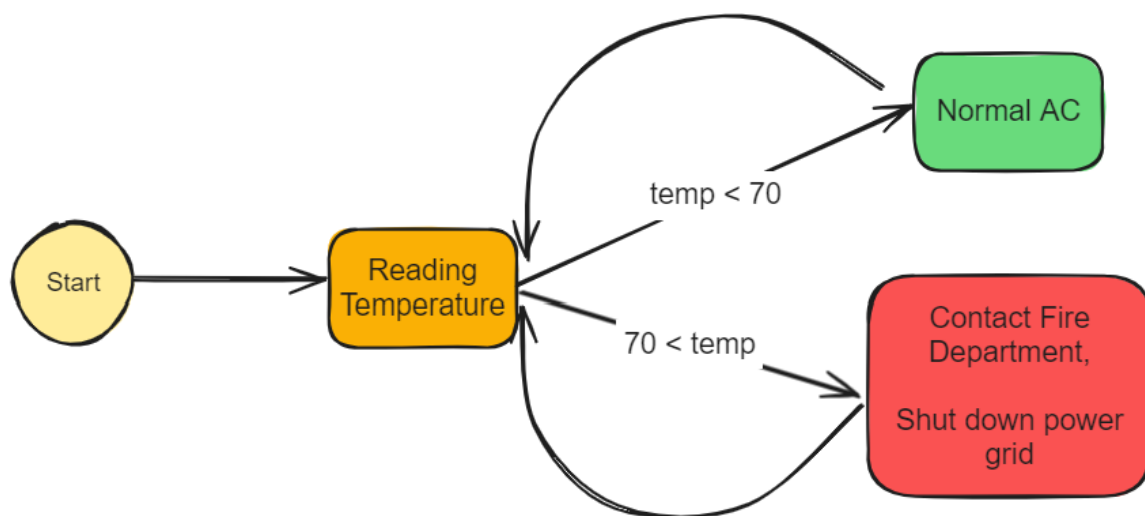 Start
Reading
Temperature
temp < 70
70 < temp
Normal AC
Contact Fire
Department,
Shut down power
grid